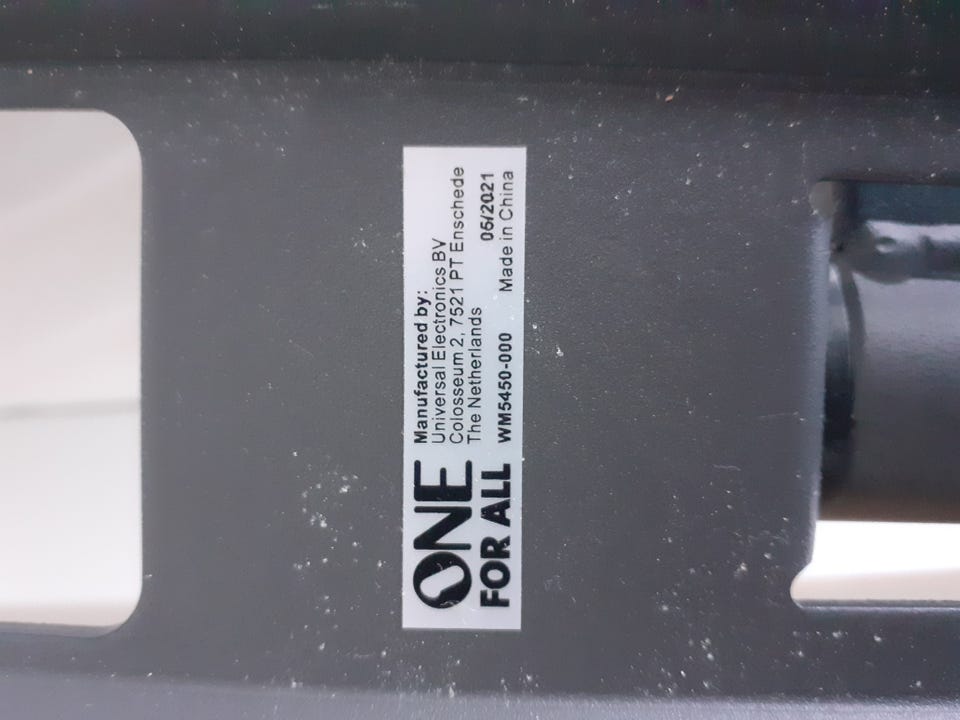 ONE
FOR ALL
Manufactured by:
Universal Electronics BV
Colosseum 2, 7521 PT Enschede
The Netherlands 06/2021
WM5450-000 Made in China